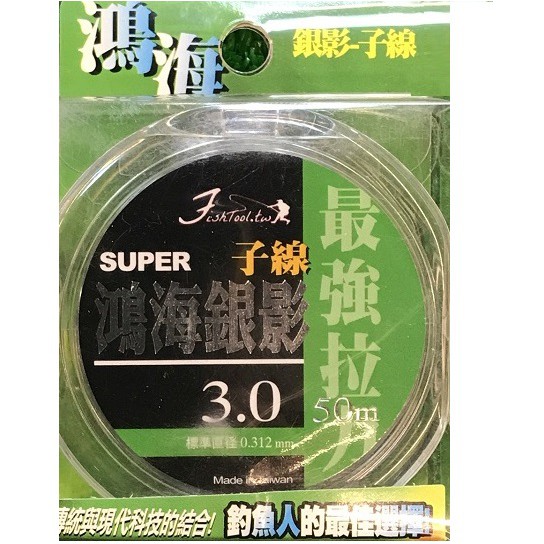 鴻海
銀影-子線
FishTool.tw
SUPER 子線
鴻海銀影
3.0
標準直徑 0.312 mm
Made in Taiwan
最強拉力
50m
傳統與現代科技的結合! 釣魚人的最佳選擇!